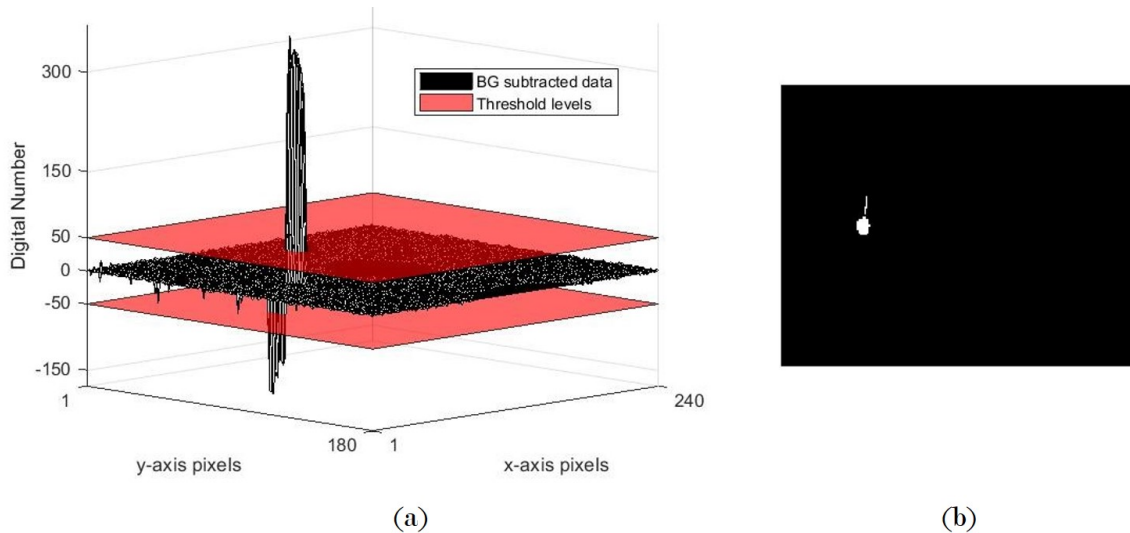 300
150
50
0
-50
-150
Digital Number
BG subtracted data
Threshold levels
1
180
1
240
y-axis pixels
x-axis pixels
(a)
(b)